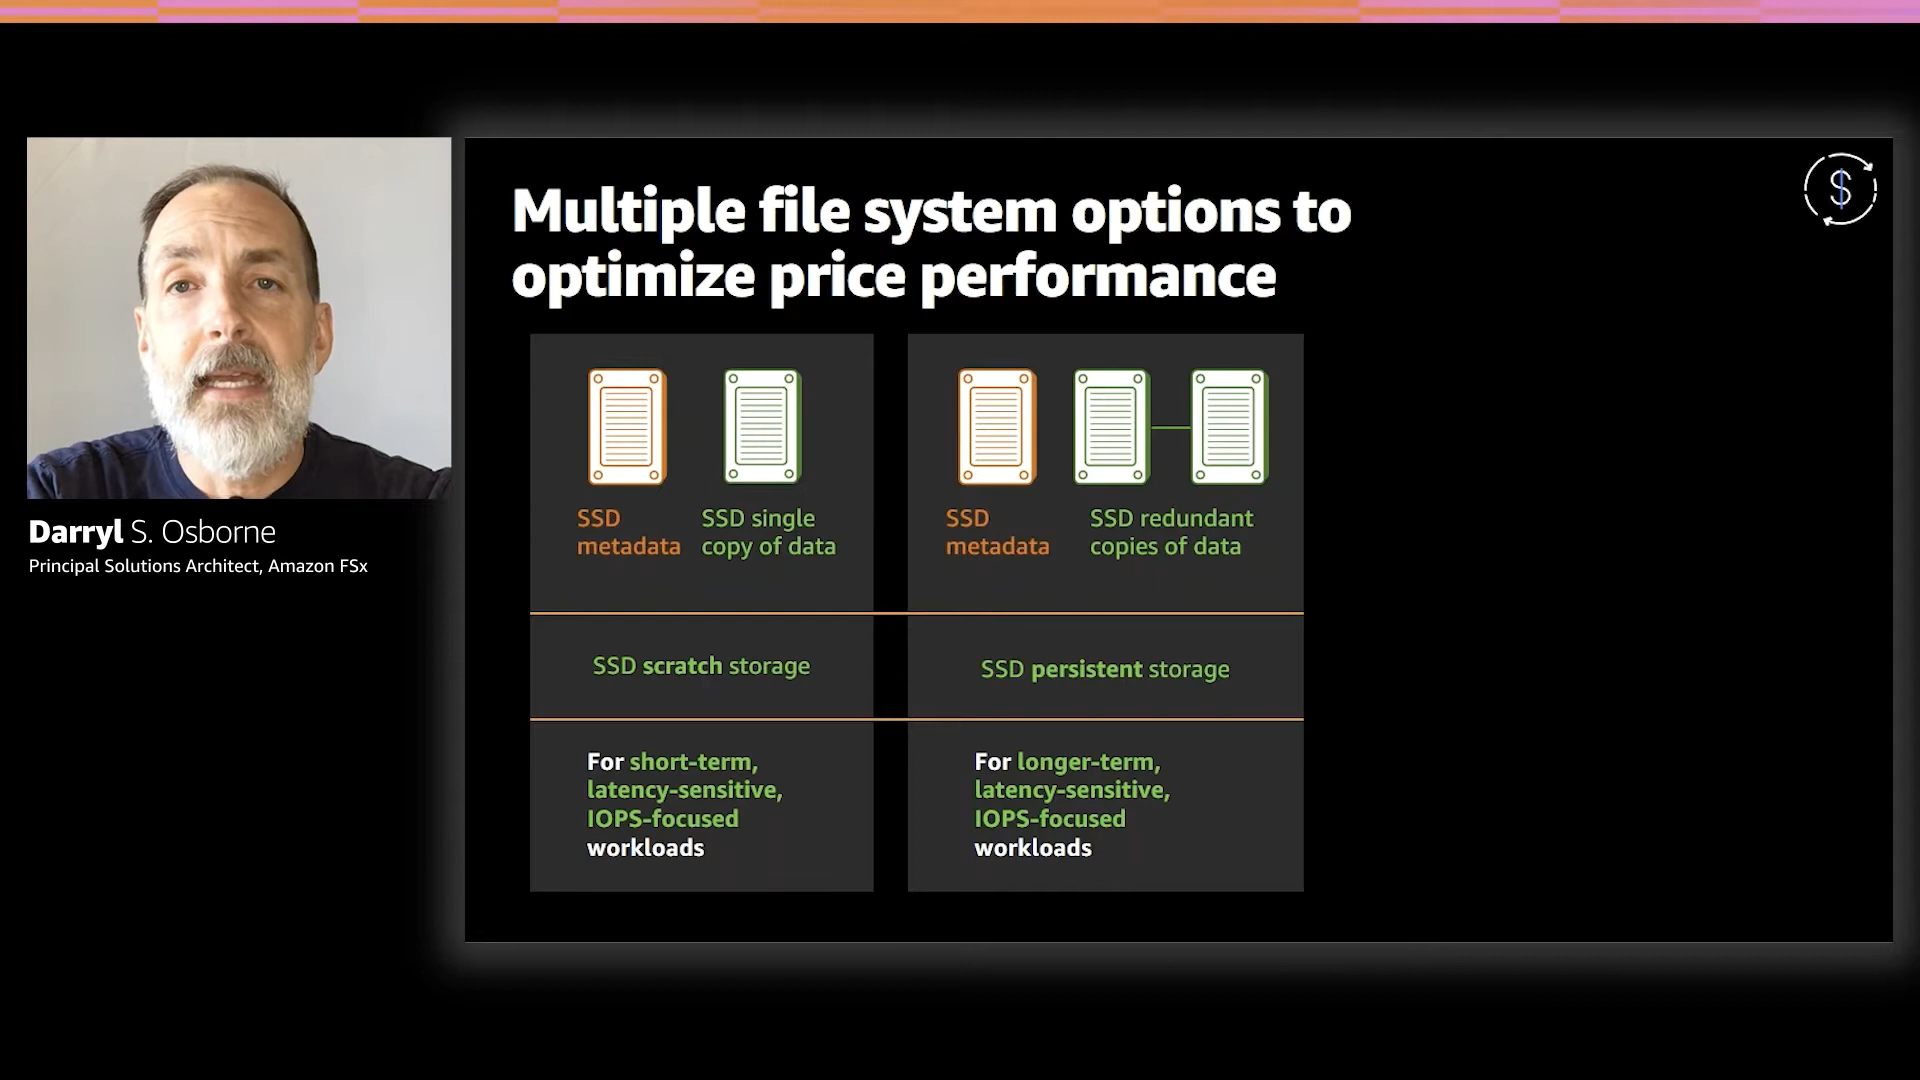 Multiple file system options to
optimize price performance
SSD
metadata
SSD single
copy of data
SSD
metadata
SSD redundant
copies of data
SSD scratch storage
SSD persistent storage
For short-term,
latency-sensitive,
IOPS-focused
workloads
For longer-term,
latency-sensitive,
IOPS-focused
workloads
Darryl S. Osborne
Principal Solutions Architect, Amazon FSx
$